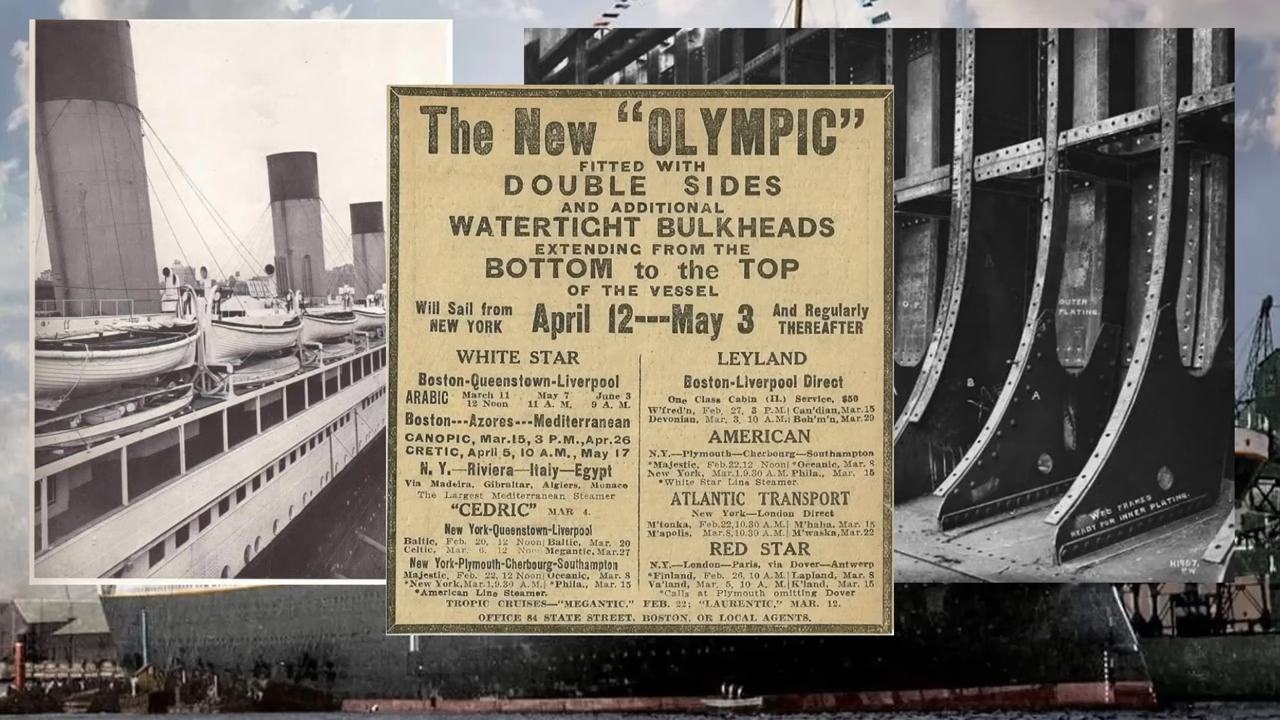 The New "OLYMPIC"
FITTED WITH
DOUBLE SIDES
AND ADDITIONAL
WATERTIGHT BULKHEADS
EXTENDING FROM THE
BOTTOM to the TOP
OF THE VESSEL
Will Sail from NEW YORK April 12---May 3 And Regularly THEREAFTER
WHITE STAR
Boston-Queenstown-Liverpool
ARABIC March 11 May 7 June 3
12 Noon 11 A. M. 9 A. M.
Boston---Azores---Mediterranean
CANOPIC, Mar.15, 3 P.M.,Apr.26
CRETIC, April 5, 10 A.M., May 17
N. Y.—Riviera—Italy—Egypt
Via Madeira, Gibraltar, Algiers, Monaco
The Largest Mediterranean Steamer
"CEDRIC" MAR 4.
New York-Queenstown-Liverpool
Baltic, Feb. 20, 12 Noon| Baltic, Mar. 20
Celtic, Mar. 6, 12 Noon| Megantic, Mar.27
New York-Plymouth-Cherbourg-Southampton
Majestic, Feb. 22, 12 Noon| Oceanic, Mar. 8
*New York,Mar.1,9.30 A.M.| *Phila., Mar. 15
*American Line Steamer.
LEYLAND
Boston-Liverpool Direct
One Class Cabin (II.) Service, $50
W'fred'n, Feb. 27, 3 P.M.| Can'dian,Mar.15
Devonian, Mar. 3, 10 A.M.| Boh'm'n,Mar.29
AMERICAN
N.Y.—Plymouth—Cherbourg—Southampton
*Majestic, Feb.22,12 Noon| *Oceanic, Mar. 8
New York, Mar.1,9.30 A.M.| Phila., Mar. 15
*White Star Line Steamer.
ATLANTIC TRANSPORT
New York—London Direct
M'tonka, Feb.22,10.30 A.M.| M'haha, Mar. 15
M'apolis, Mar.8,10.30 A.M.| M'waska,Mar.22
RED STAR
N.Y.—London—Paris, via Dover—Antwerp
*Finland, Feb. 26, 10 A.M.| Lapland, Mar. 8
Va'land, Mar. 5, 10 A. M.| K'land, Mar. 15
*Calls at Plymouth omitting Dover
TROPIC CRUISES—"MEGANTIC," FEB. 22; "LAURENTIC," MAR. 12.
OFFICE 84 STATE STREET, BOSTON, OR LOCAL AGENTS.
OUTER
PLATING.
B
A
WEB FRAMES
READY FOR INNER PLATING.